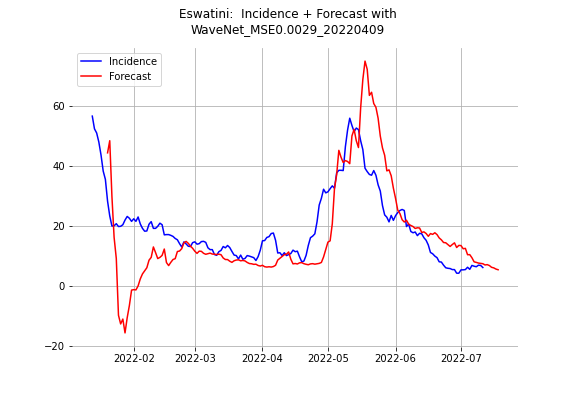 Eswatini:  Incidence + Forecast with
WaveNet_MSE0.0029_20220409
Incidence
Forecast
60
40
20
0
−20
2022-02 2022-03 2022-04 2022-05 2022-06 2022-07